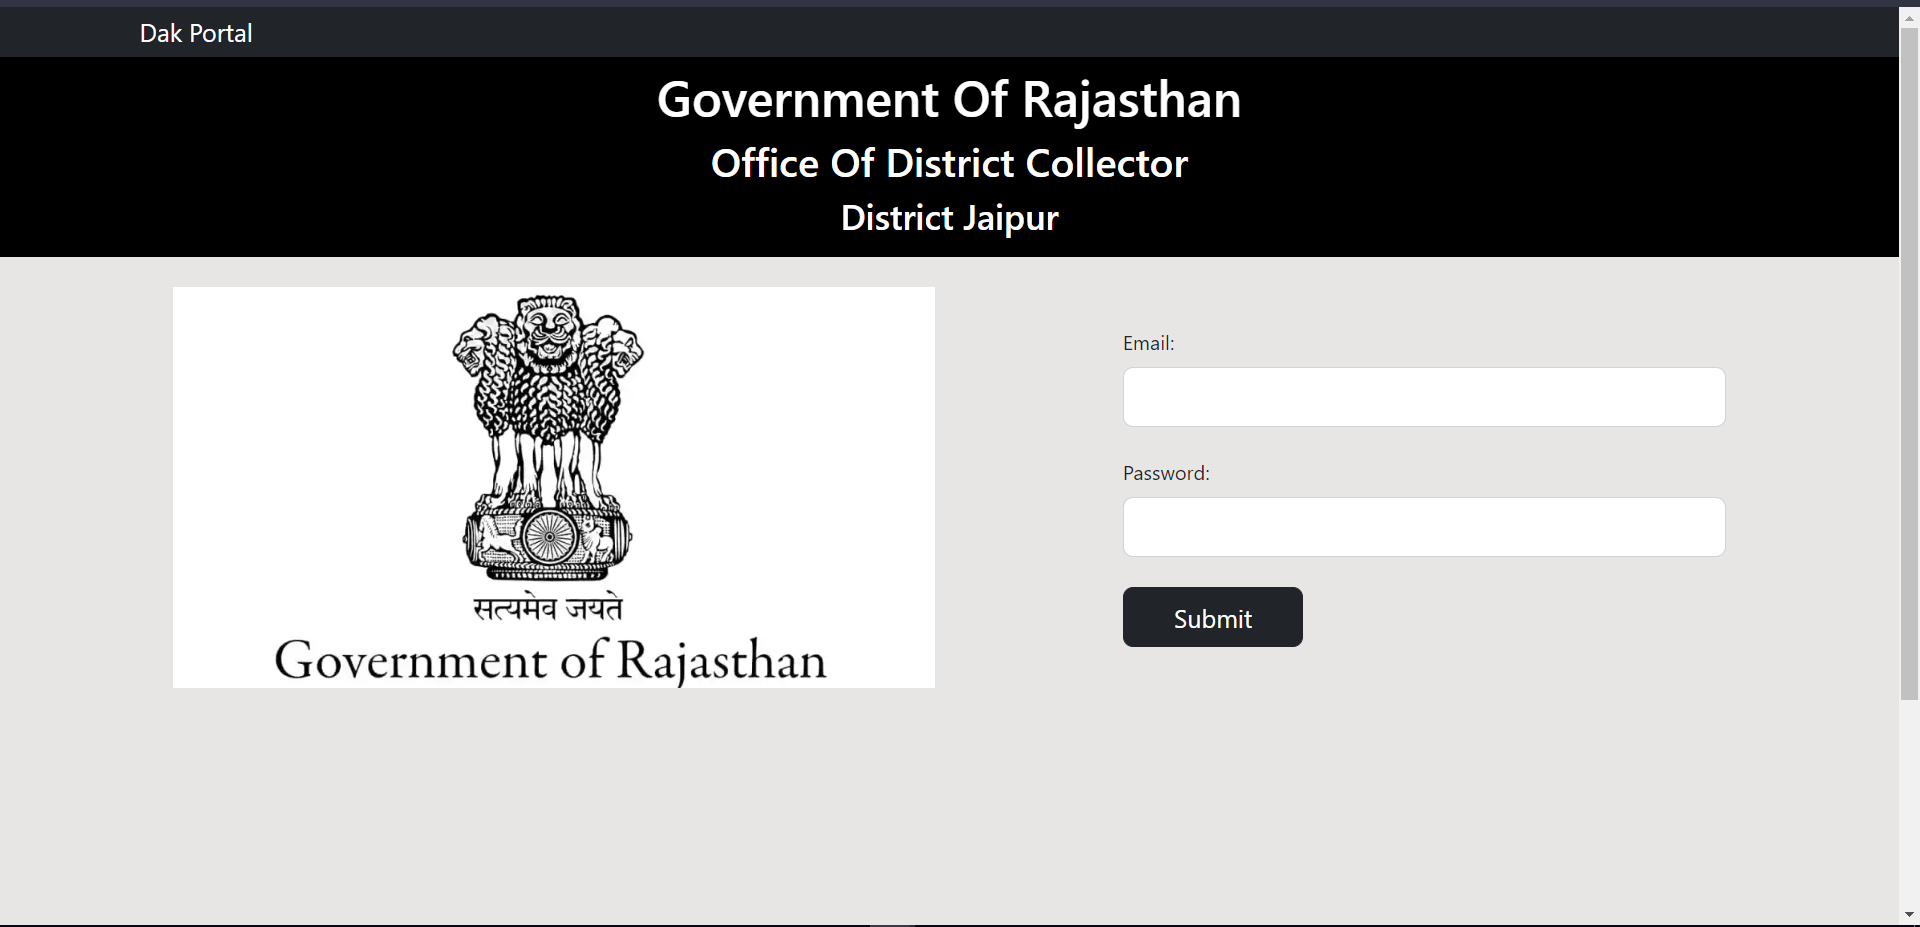 Dak Portal
Government Of Rajasthan
Office Of District Collector
District Jaipur
सत्यमेव जयते
Government of Rajasthan
Email:
Password:
Submit